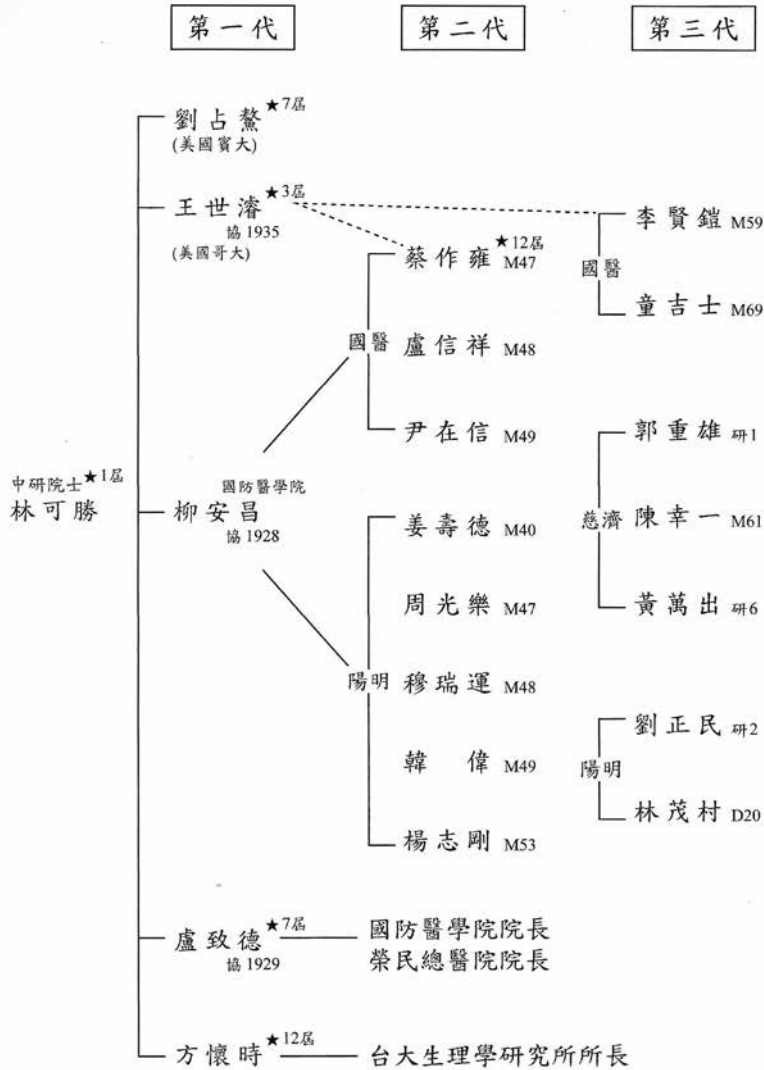 第一代
第二代
第三代
劉占鰲★7屆
(美國賓大)
王世濬★3屆
協 1935
(美國哥大)
李賢鎧 M59
國醫
童吉士 M69
★12屆
蔡作雍 M47
國醫 盧信祥 M48
尹在信 M49
郭重雄 研1
慈濟 陳幸一 M61
黃萬出 研6
中研院士★1屆
林可勝
國防醫學院
柳安昌
協 1928
姜壽德 M40
周光樂 M47
陽明 穆瑞運 M48
韓偉 M49
楊志剛 M53
劉正民 研2
陽明
林茂村 D20
盧致德★7屆
協 1929
國防醫學院院長
榮民總醫院院長
方懷時★12屆
台大生理學研究所所長